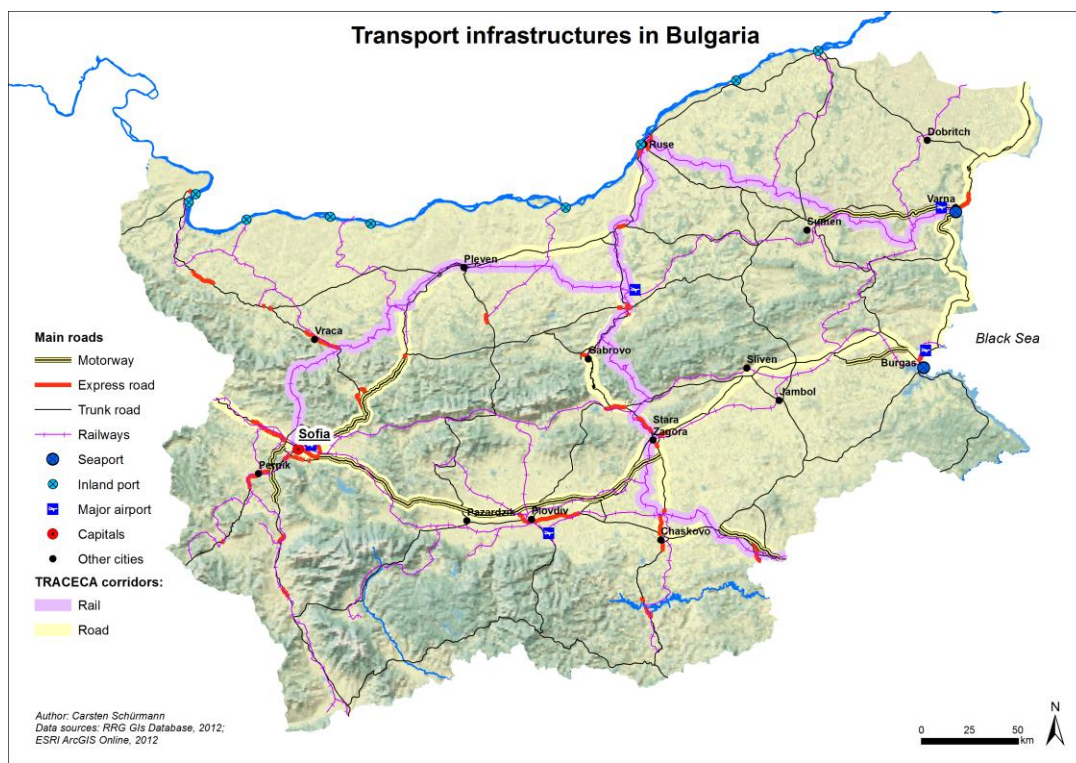 Transport infrastructures in Bulgaria
Ruse
Dobritch
Varna
Sumen
Pleven
Black Sea
Vraca
Gabrovo
Sliven
Burgas
Jambol
Stara
Zagora
Sofia
Pernik
Pazardzik
Plovdiv
Chaskovo
Main roads
Motorway
Express road
Trunk road
Railways
Seaport
Inland port
Major airport
Capitals
Other cities
TRACECA corridors:
Rail
Road
Author: Carsten Schürmann
Data sources: RRG GIs Database, 2012;
ESRI ArcGIS Online, 2012
N
0 25 50
km